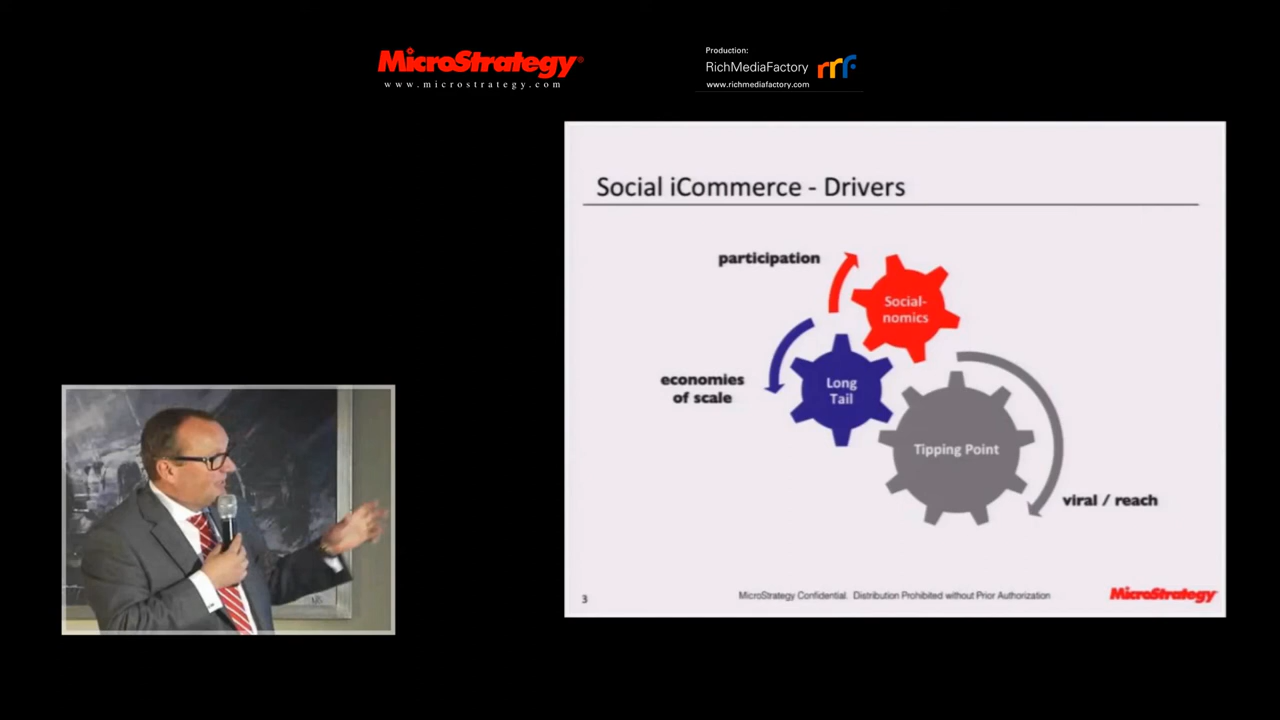 MicroStrategy®
www.microstrategy.com
Production:
RichMediaFactory rrf
www.richmediafactory.com
Social iCommerce - Drivers
participation
Social-
nomics
economies
of scale
Long
Tail
Tipping Point
viral / reach
3
MicroStrategy Confidential. Distribution Prohibited without Prior Authorization
MicroStrategy